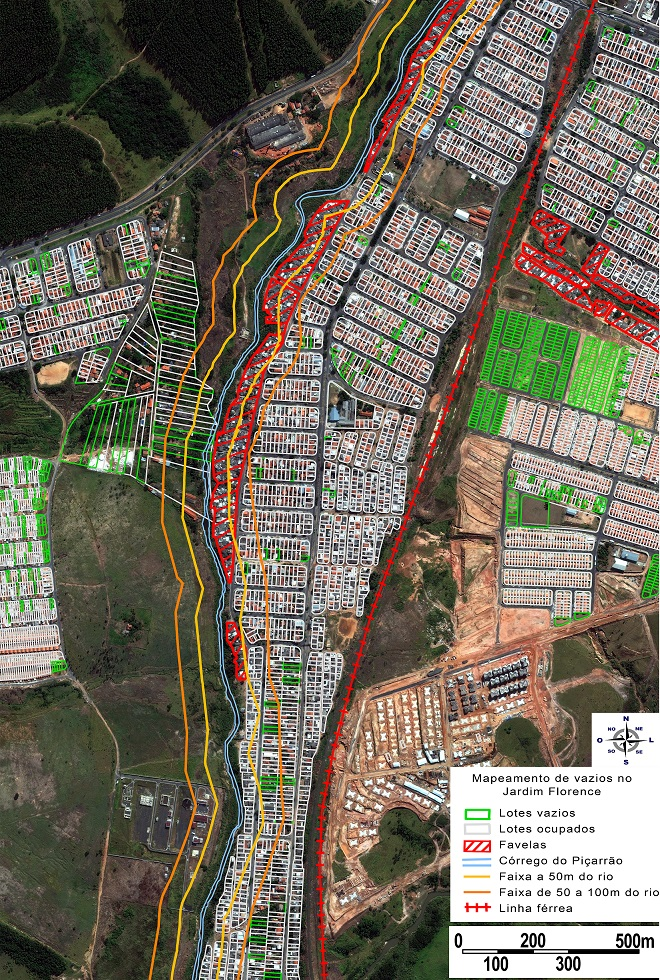 N
NO NE
O L
SO SE
S
Mapeamento de vazios no
Jardim Florence
Lotes vazios
Lotes ocupados
Favelas
Córrego do Piçarrão
Faixa a 50m do rio
Faixa de 50 a 100m do rio
Linha férrea
0 200 500m
100 300